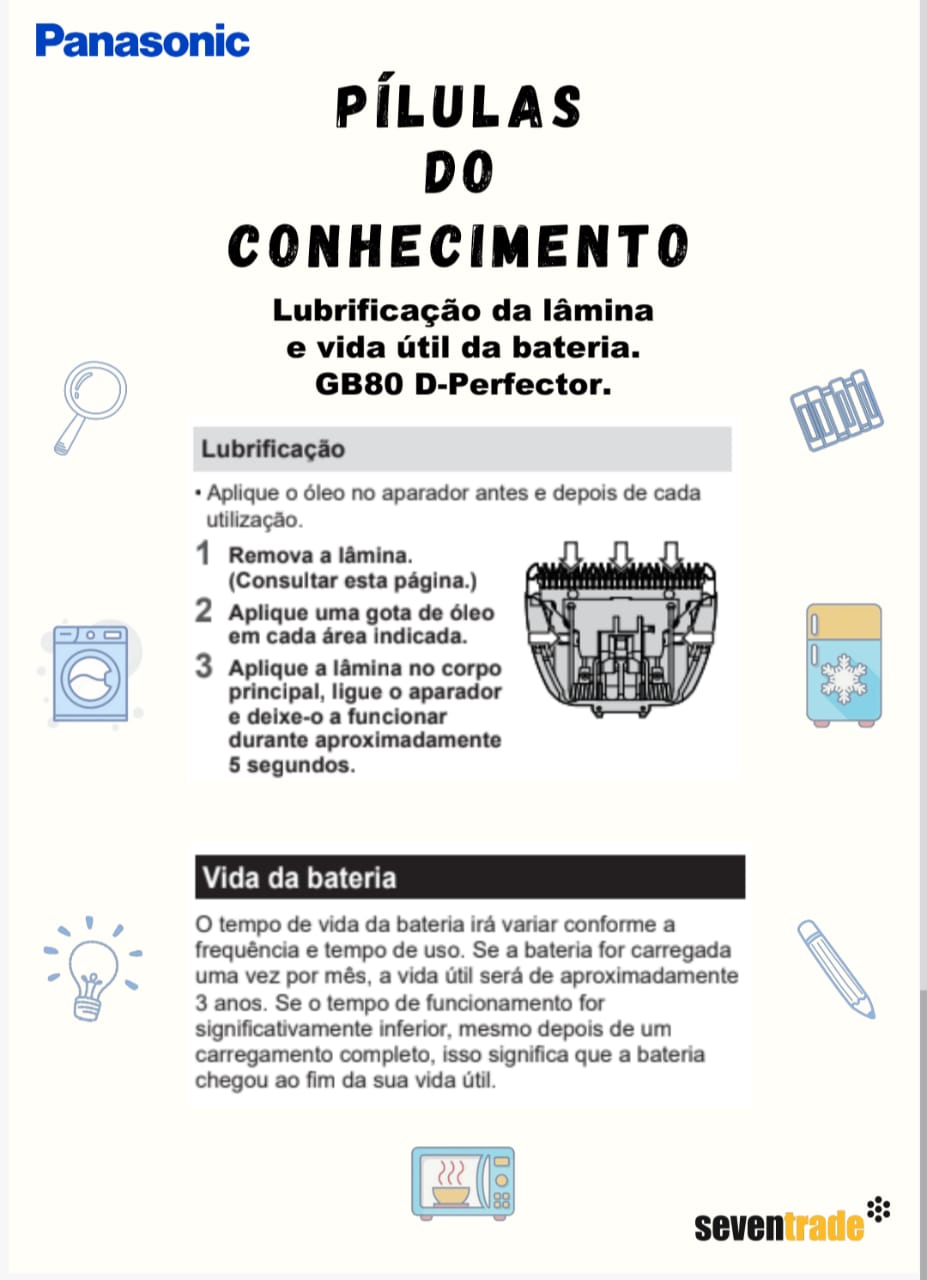 Panasonic
PÍLULAS
DO
CONHECIMENTO
Lubrificação da lâmina
e vida útil da bateria.
GB80 D-Perfector.
Lubrificação
• Aplique o óleo no aparador antes e depois de cada
utilização.
1 Remova a lâmina.
(Consultar esta página.)
2 Aplique uma gota de óleo
em cada área indicada.
3 Aplique a lâmina no corpo
principal, ligue o aparador
e deixe-o a funcionar
durante aproximadamente
5 segundos.
Vida da bateria
O tempo de vida da bateria irá variar conforme a
frequência e tempo de uso. Se a bateria for carregada
uma vez por mês, a vida útil será de aproximadamente
3 anos. Se o tempo de funcionamento for
significativamente inferior, mesmo depois de um
carregamento completo, isso significa que a bateria
chegou ao fim da sua vida útil.
seventrade